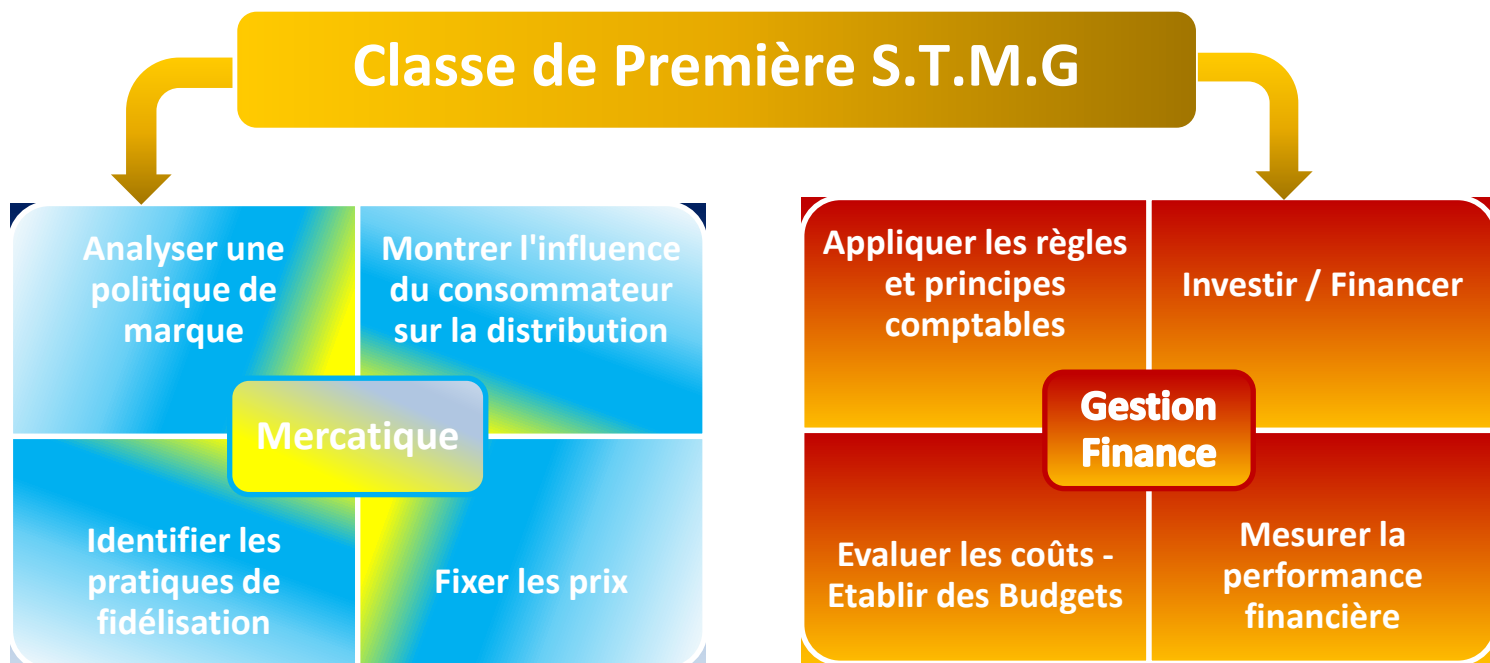 Classe de Première S.T.M.G
Analyser une
politique de
marque
Montrer l'influence
du consommateur
sur la distribution
Mercatique
Identifier les
pratiques de
fidélisation
Fixer les prix
Appliquer les règles
et principes
comptables
Investir / Financer
Gestion
Finance
Evaluer les coûts -
Etablir des Budgets
Mesurer la
performance
financière